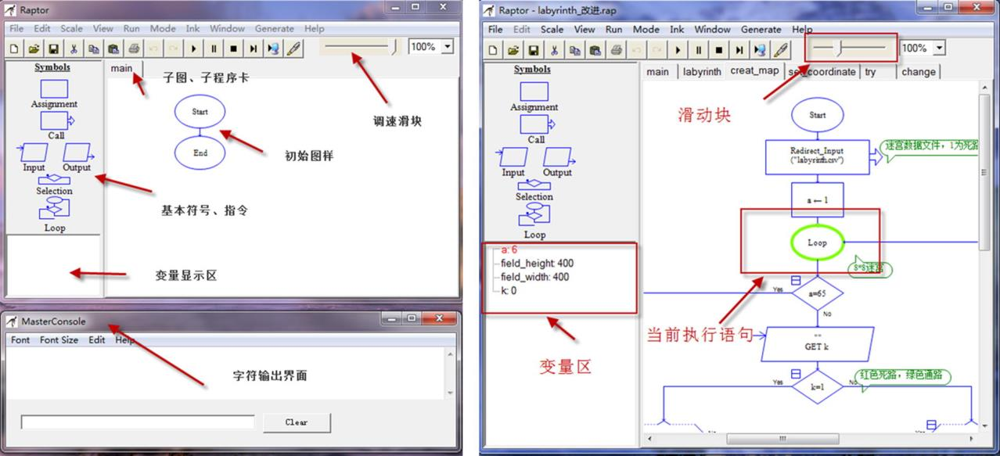 Raptor
File Edit Scale View Run Mode Ink Window Generate Help
100%
Symbols
Assignment
Call
Input Output
Selection
Loop
main
子图、子程序卡
Start
End
调速滑块
初始图样
基本符号、指令
变量显示区
MasterConsole
Font Font Size Edit Help
字符输出界面
Clear
Raptor - labyrinth_改进.rap
File Edit Scale View Run Mode Ink Window Generate Help
100%
Symbols
Assignment
Call
Input Output
Selection
Loop
a: 6
field_height: 400
field_width: 400
k: 0
变量区
main labyrinth creat_map set_coordinate try change
滑动块
Start
Redirect_Input
("labyrinth.csv")
迷宫数据文件，1为死路
a ← 1
Loop
8*8迷宫
Yes
a=65
No
当前执行语句
""
GET k
红色死路，绿色通路
Yes
k=1
No